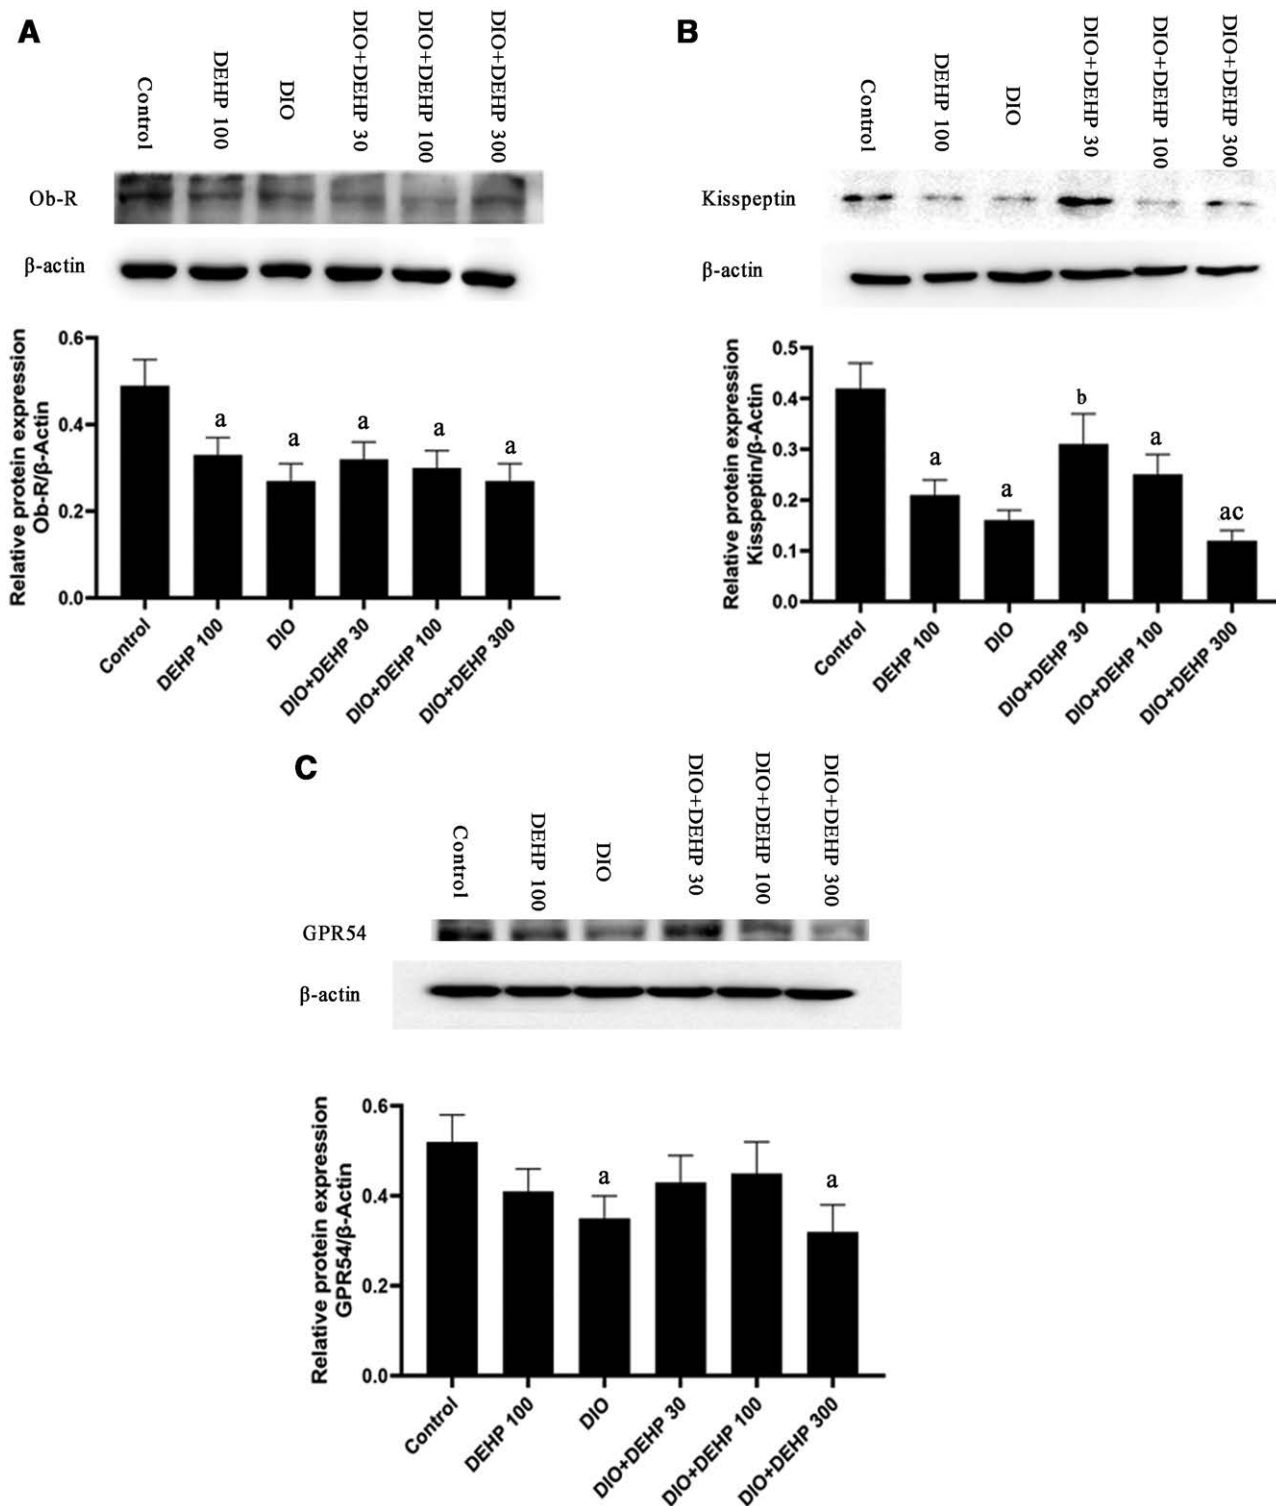 A
Control
DEHP 100
DIO
DIO+DEHP 30
DIO+DEHP 100
DIO+DEHP 300
Ob-R
β-actin
Relative protein expression
Ob-R/β-Actin
0.6
0.4
0.2
0.0
a
a
a
a
a
Control
DEHP 100
DIO
DIO+DEHP 30
DIO+DEHP 100
DIO+DEHP 300
B
Control
DEHP 100
DIO
DIO+DEHP 30
DIO+DEHP 100
DIO+DEHP 300
Kisspeptin
β-actin
Relative protein expression
Kisspeptin/β-Actin
0.5
0.4
0.3
0.2
0.1
0.0
a
a
b
a
ac
Control
DEHP 100
DIO
DIO+DEHP 30
DIO+DEHP 100
DIO+DEHP 300
C
Control
DEHP 100
DIO
DIO+DEHP 30
DIO+DEHP 100
DIO+DEHP 300
GPR54
β-actin
Relative protein expression
GPR54/β-Actin
0.6
0.4
0.2
0.0
a
a
Control
DEHP 100
DIO
DIO+DEHP 30
DIO+DEHP 100
DIO+DEHP 300